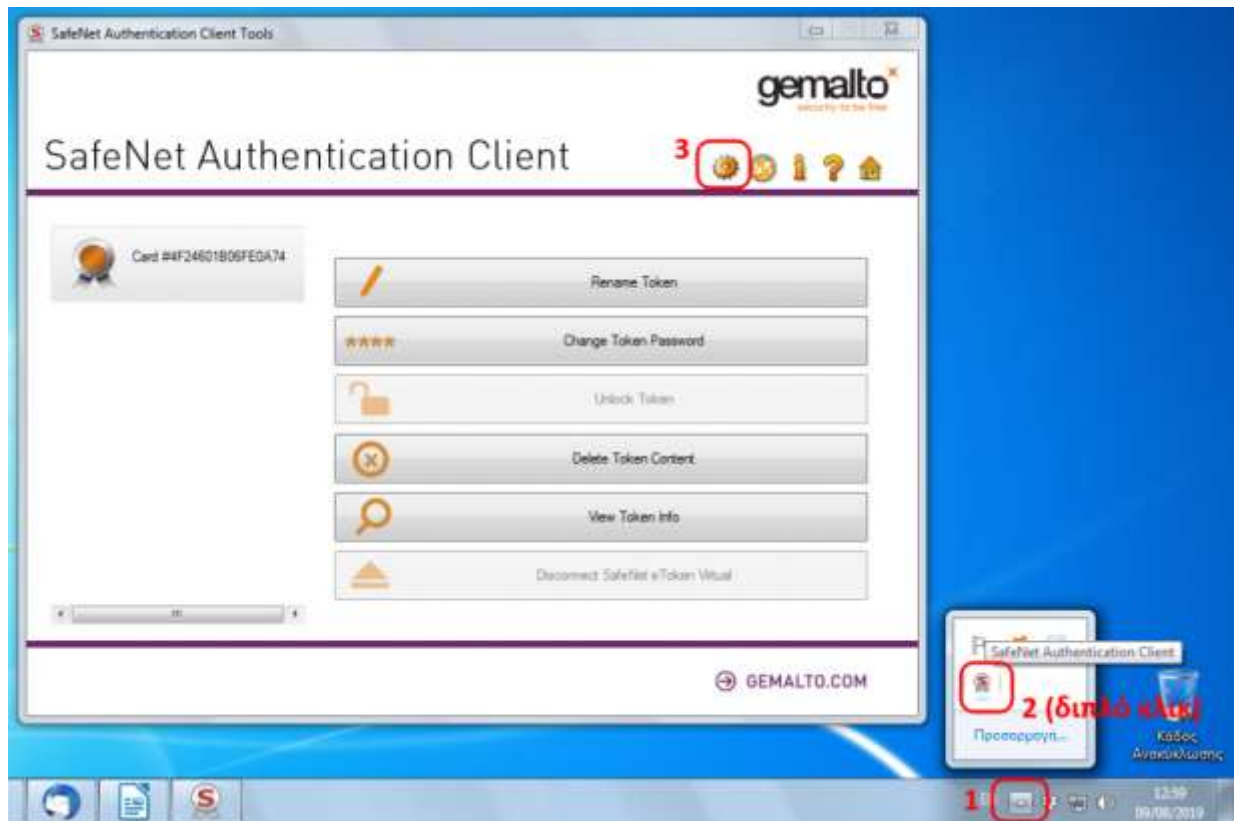 SafeNet Authentication Client Tools
gemalto
security to be free
SafeNet Authentication Client
3
Card #4F24601B06FE0A74
Rename Token
**** Change Token Password
Unlock Token
Delete Token Content
View Token Info
Disconnect SafeNet eToken Virtual
GEMALTO.COM
SafeNet Authentication Client
2 (διπλό κλικ)
Προσαρμογή...
Κάδος
Ανακύκλωσης
1
12:59
09/08/2019